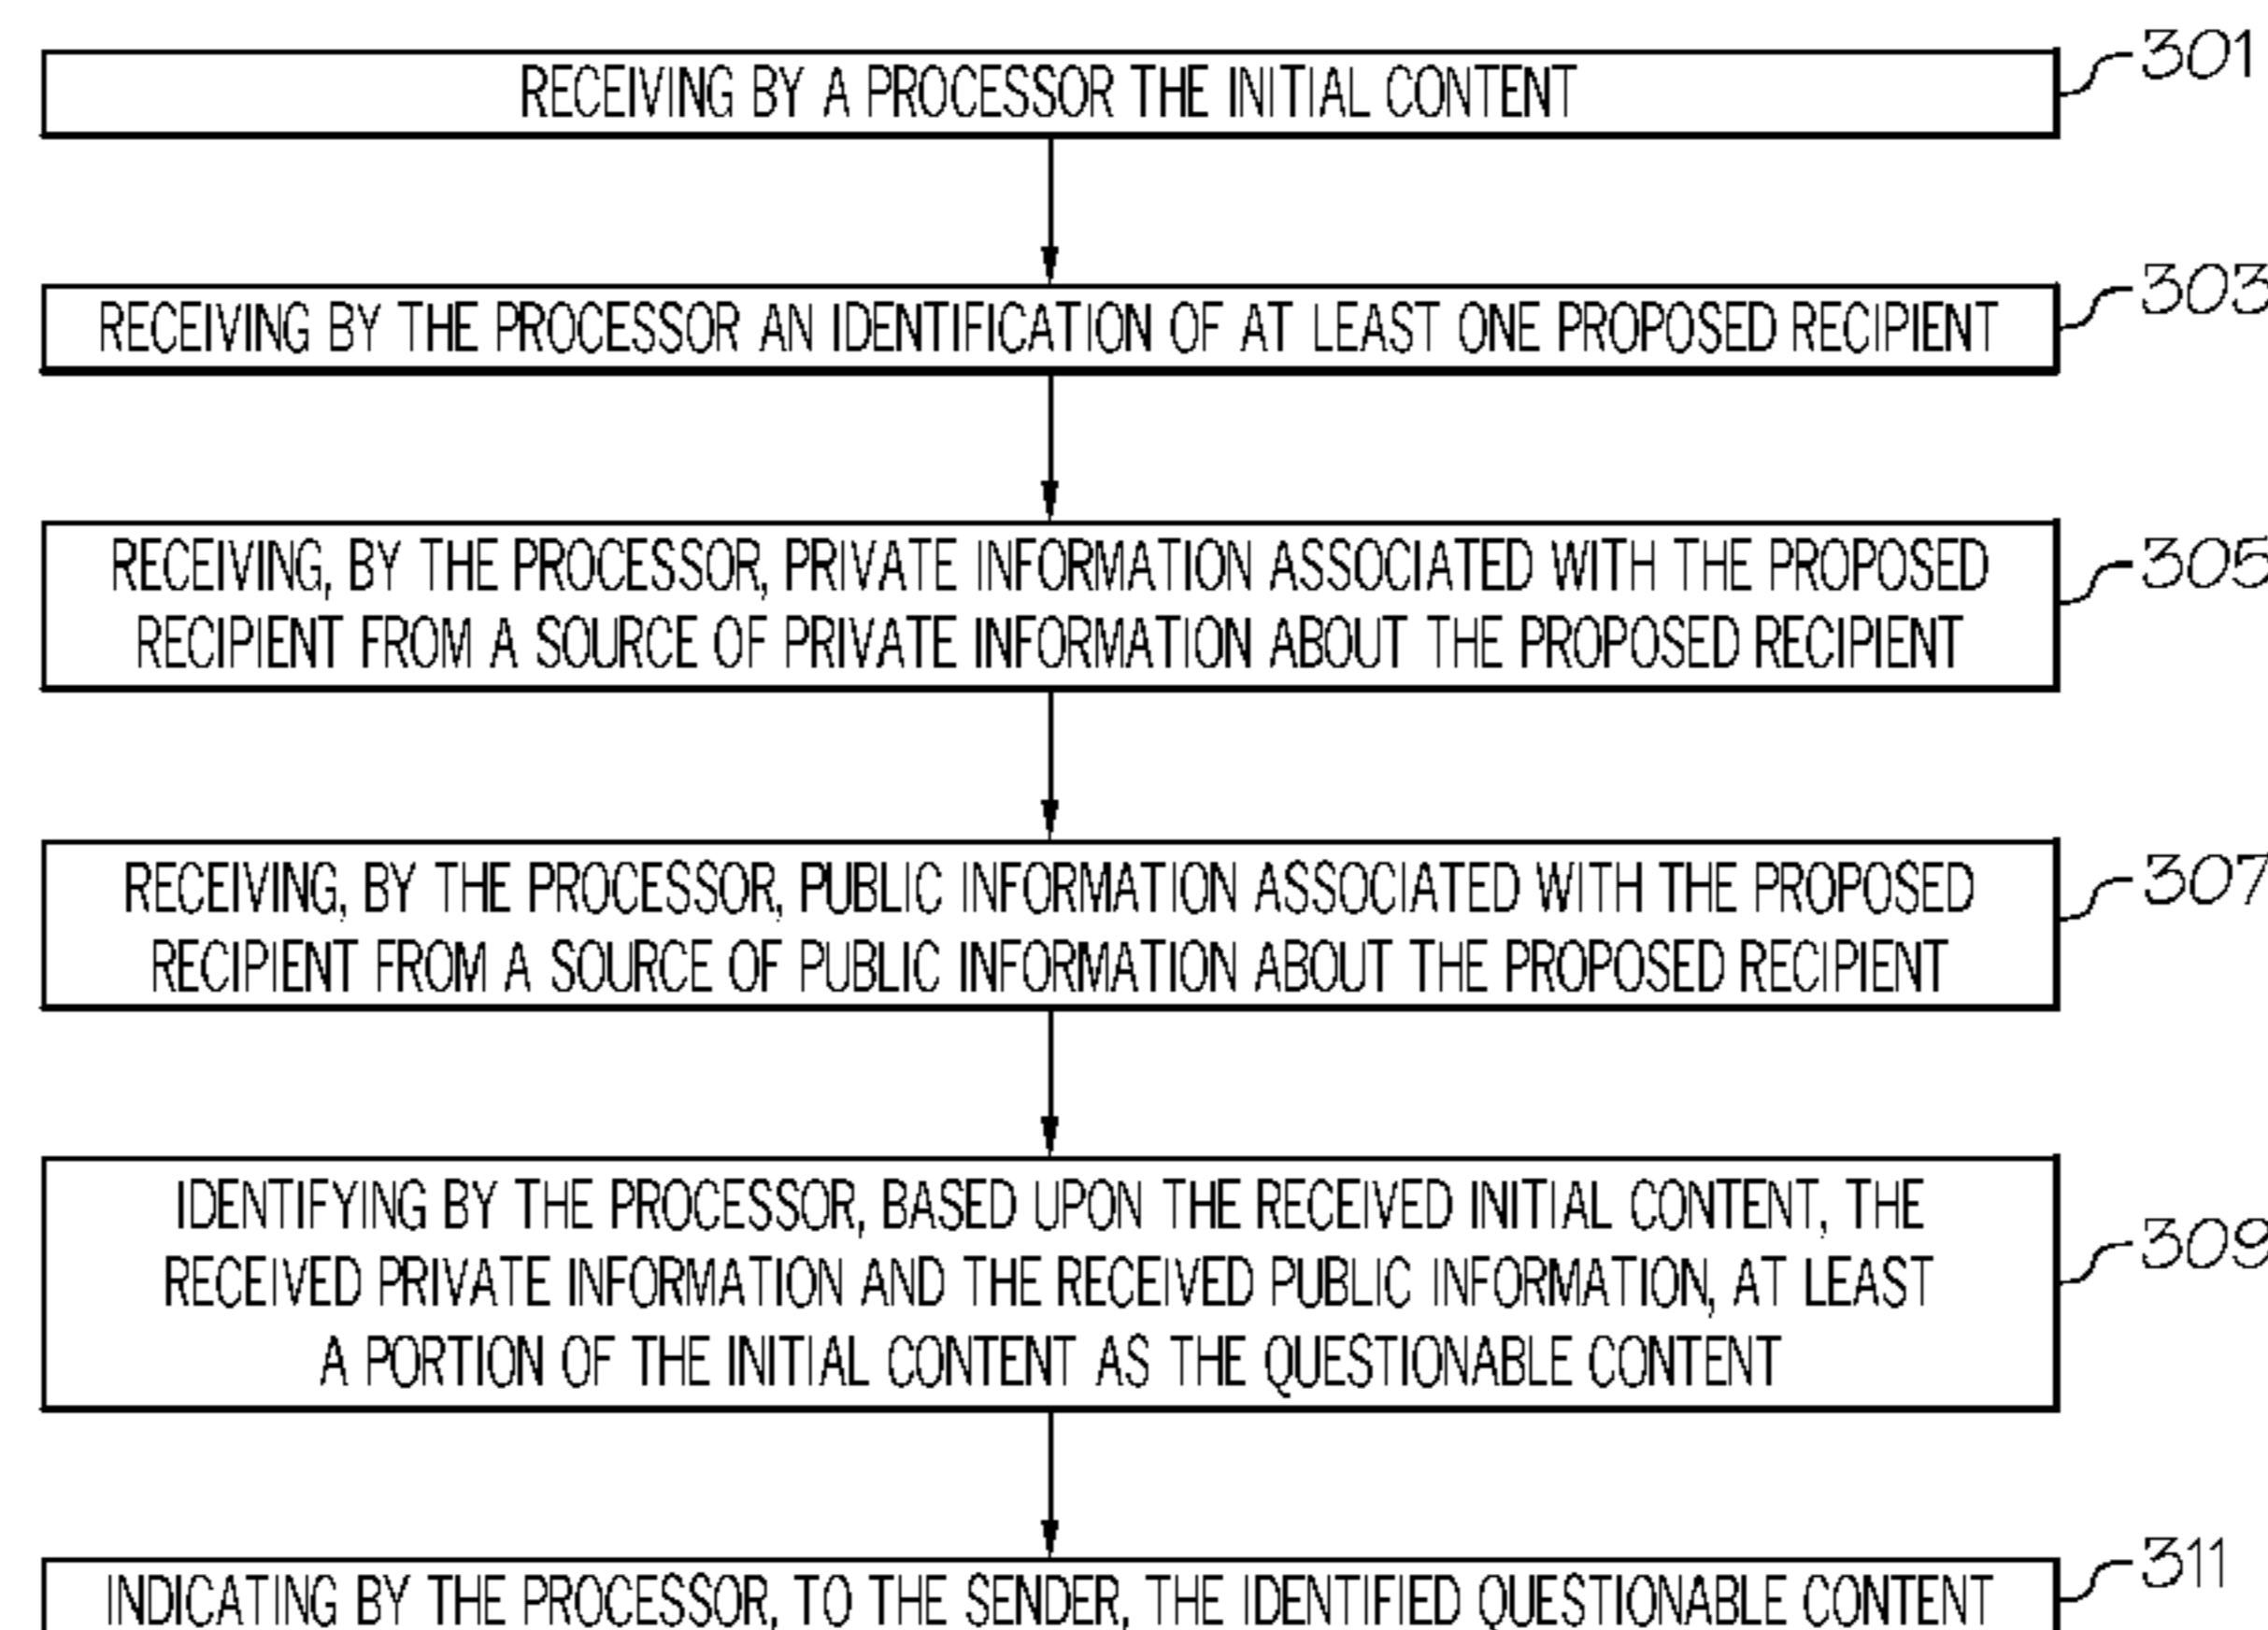 RECEIVING BY A PROCESSOR THE INITIAL CONTENT
301
RECEIVING BY THE PROCESSOR AN IDENTIFICATION OF AT LEAST ONE PROPOSED RECIPIENT
303
RECEIVING, BY THE PROCESSOR, PRIVATE INFORMATION ASSOCIATED WITH THE PROPOSED
RECIPIENT FROM A SOURCE OF PRIVATE INFORMATION ABOUT THE PROPOSED RECIPIENT
305
RECEIVING, BY THE PROCESSOR, PUBLIC INFORMATION ASSOCIATED WITH THE PROPOSED
RECIPIENT FROM A SOURCE OF PUBLIC INFORMATION ABOUT THE PROPOSED RECIPIENT
307
IDENTIFYING BY THE PROCESSOR, BASED UPON THE RECEIVED INITIAL CONTENT, THE
RECEIVED PRIVATE INFORMATION AND THE RECEIVED PUBLIC INFORMATION, AT LEAST
A PORTION OF THE INITIAL CONTENT AS THE QUESTIONABLE CONTENT
309
INDICATING BY THE PROCESSOR, TO THE SENDER, THE IDENTIFIED QUESTIONABLE CONTENT
311